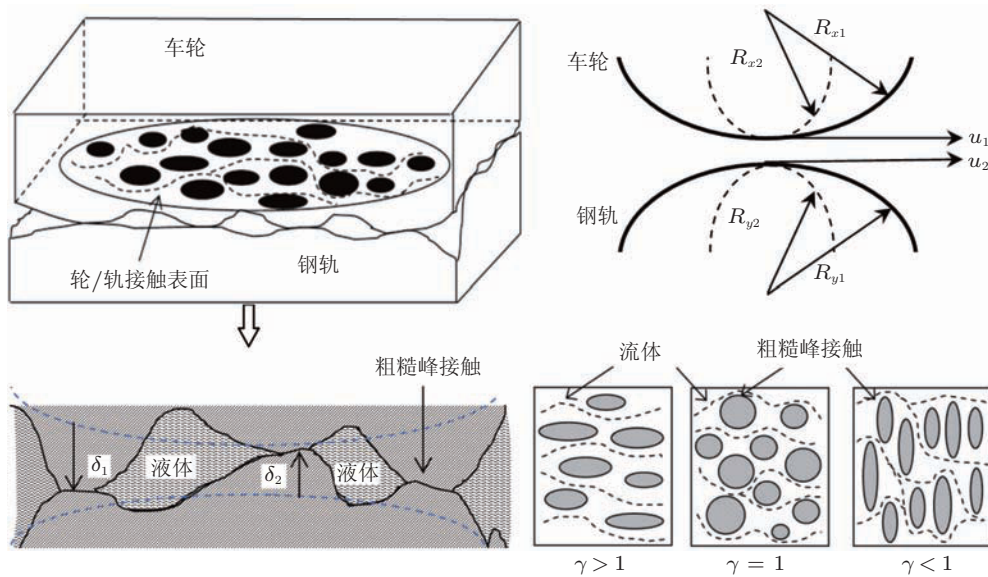 车轮
轮/轨接触表面
钢轨
车轮
R_{x1}
R_{x2}
u_1
u_2
钢轨
R_{y2}
R_{y1}
粗糙峰接触
δ_1
液体
δ_2
液体
流体
粗糙峰接触
γ > 1
γ = 1
γ < 1